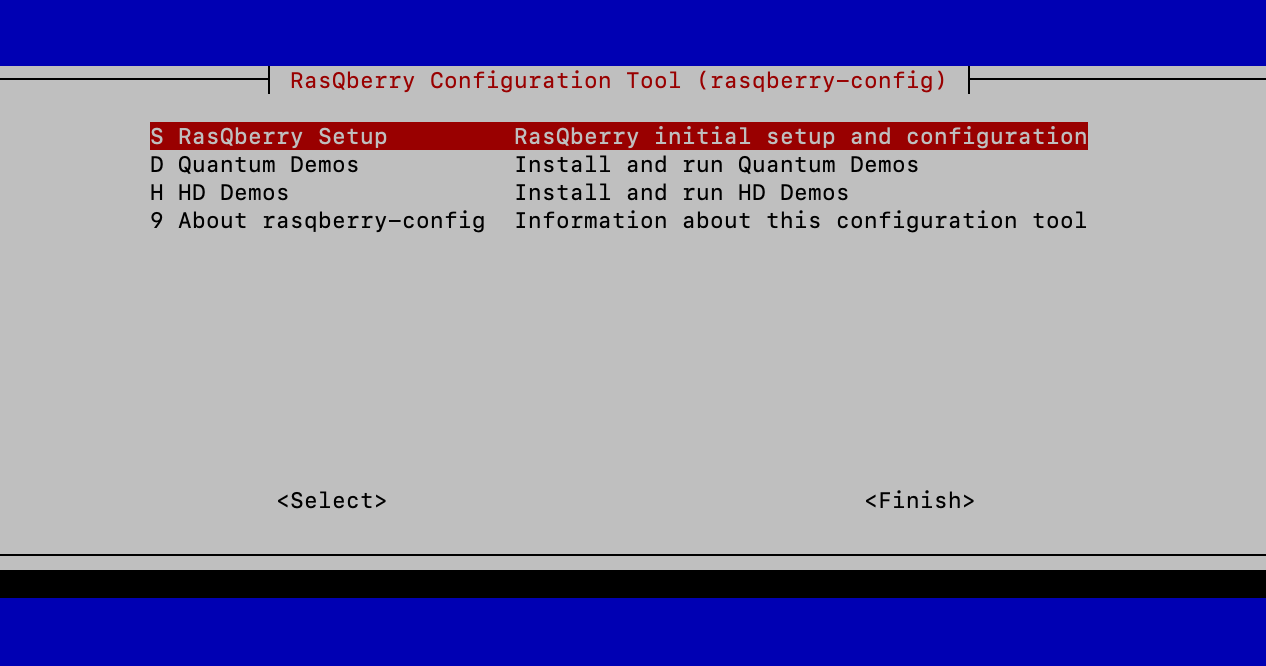 RasQberry Configuration Tool (rasqberry-config)
S RasQberry Setup RasQberry initial setup and configuration
D Quantum Demos Install and run Quantum Demos
H HD Demos Install and run HD Demos
9 About rasqberry-config Information about this configuration tool
<Select> <Finish>